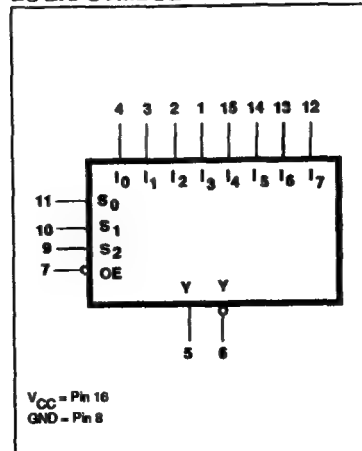 4 3 2 1 15 14 13 12
I0 I1 I2 I3 I4 I5 I6 I7
11 S0
10 S1
9 S2
7 OE
Y Y
5 6
VCC = Pin 16
GND = Pin 8